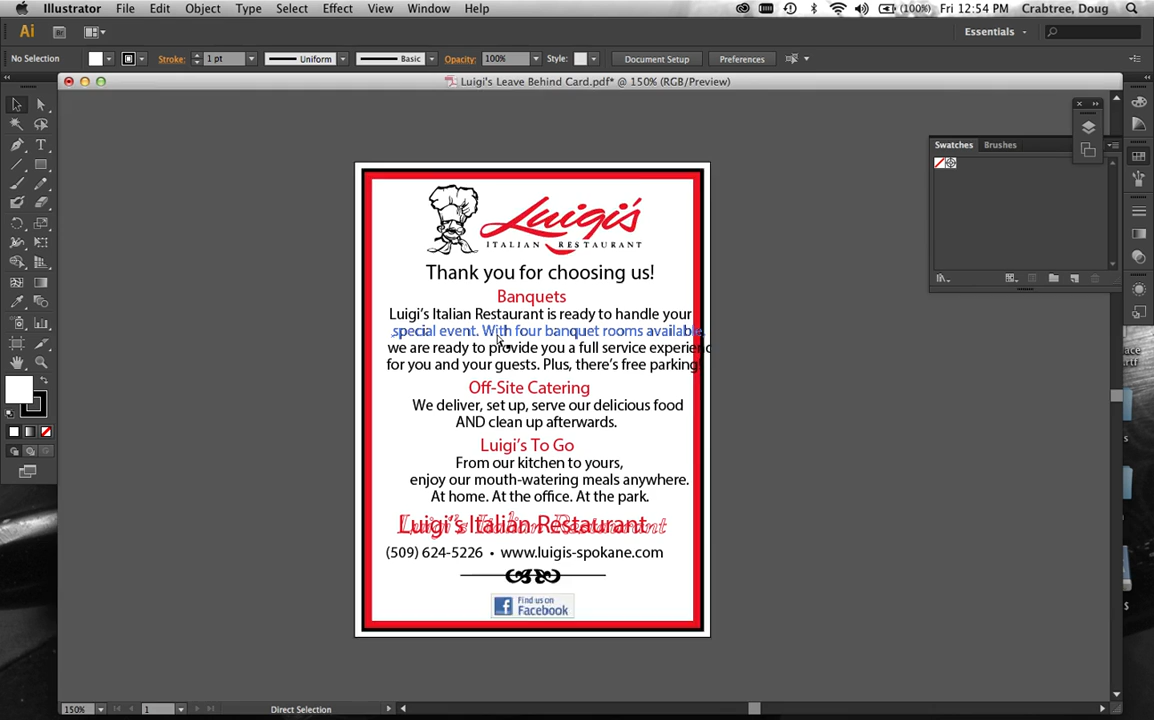 Illustrator File Edit Object Type Select Effect View Window Help
(100%) Fri 12:54 PM Crabtree, Doug
Ai Br Essentials
No Selection Stroke: 1 pt Uniform Basic Opacity: 100% Style: Document Setup Preferences
Luigi's Leave Behind Card.pdf* @ 150% (RGB/Preview)
Swatches Brushes
Luigi's
ITALIAN RESTAURANT
Thank you for choosing us!
Banquets
Luigi's Italian Restaurant is ready to handle your
special event. With four banquet rooms available,
we are ready to provide you a full service experienc
for you and your guests. Plus, there's free parking!
Off-Site Catering
We deliver, set up, serve our delicious food
AND clean up afterwards.
Luigi's To Go
From our kitchen to yours,
enjoy our mouth-watering meals anywhere.
At home. At the office. At the park.
Luigi's Italian Restaurant
(509) 624-5226 • www.luigis-spokane.com
Find us on
Facebook
150% 1 Direct Selection